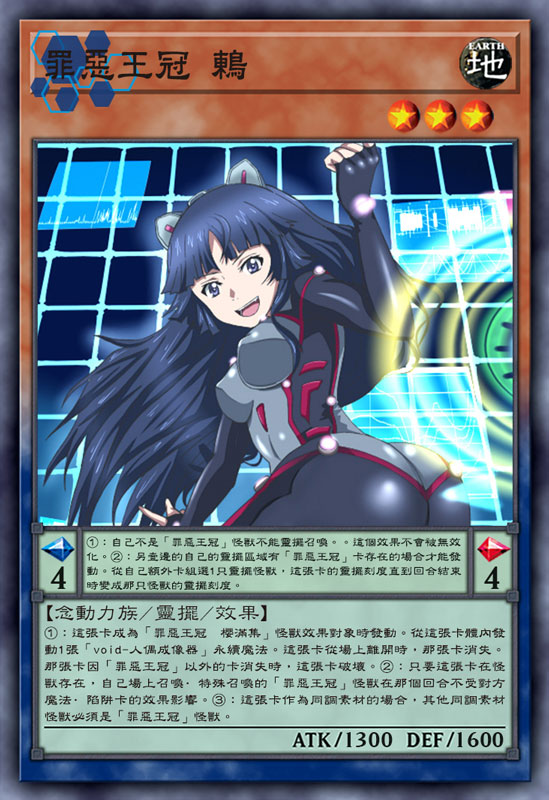 罪惡王冠 鶫
EARTH
地
①：自己不是「罪惡王冠」怪獸不能靈擺召喚。。這個效果不會被無效
化。②：另壹邊的自己的靈擺區域有「罪惡王冠」卡存在的場合才能發
動。從自己額外卡組選1只靈擺怪獸，這張卡的靈擺刻度直到回合結束
時變成那只怪獸的靈擺刻度。
4
4
【念動力族/靈擺/效果】
①：這張卡成為「罪惡王冠　櫻滿集」怪獸效果對象時發動。從這張卡體內發
動1張「void-人偶成像器」永續魔法。這張卡從場上離開時，那張卡消失。
那張卡因「罪惡王冠」以外的卡消失時，這張卡破壞。②：只要這張卡在怪
獸存在，自己場上召喚·特殊召喚的「罪惡王冠」怪獸在那個回合不受對方
魔法·陷阱卡的效果影響。③：這張卡作為同調素材的場合，其他同調素材
怪獸必須是「罪惡王冠」怪獸。
ATK/1300 DEF/1600